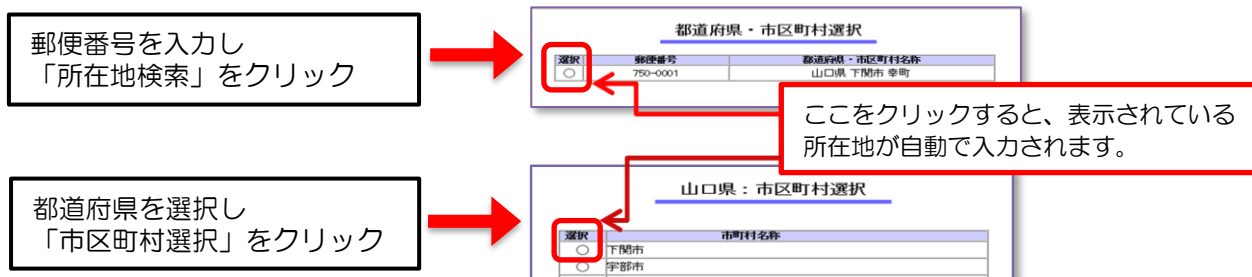 郵便番号を入力し
「所在地検索」をクリック
都道府県・市区町村選択
選択 郵便番号 都道府県・市区町村名称
750-0001 山口県 下関市 幸町
ここをクリックすると、表示されている
所在地が自動で入力されます。
都道府県を選択し
「市区町村選択」をクリック
山口県：市区町村選択
選択 市町村名称
下関市
宇部市